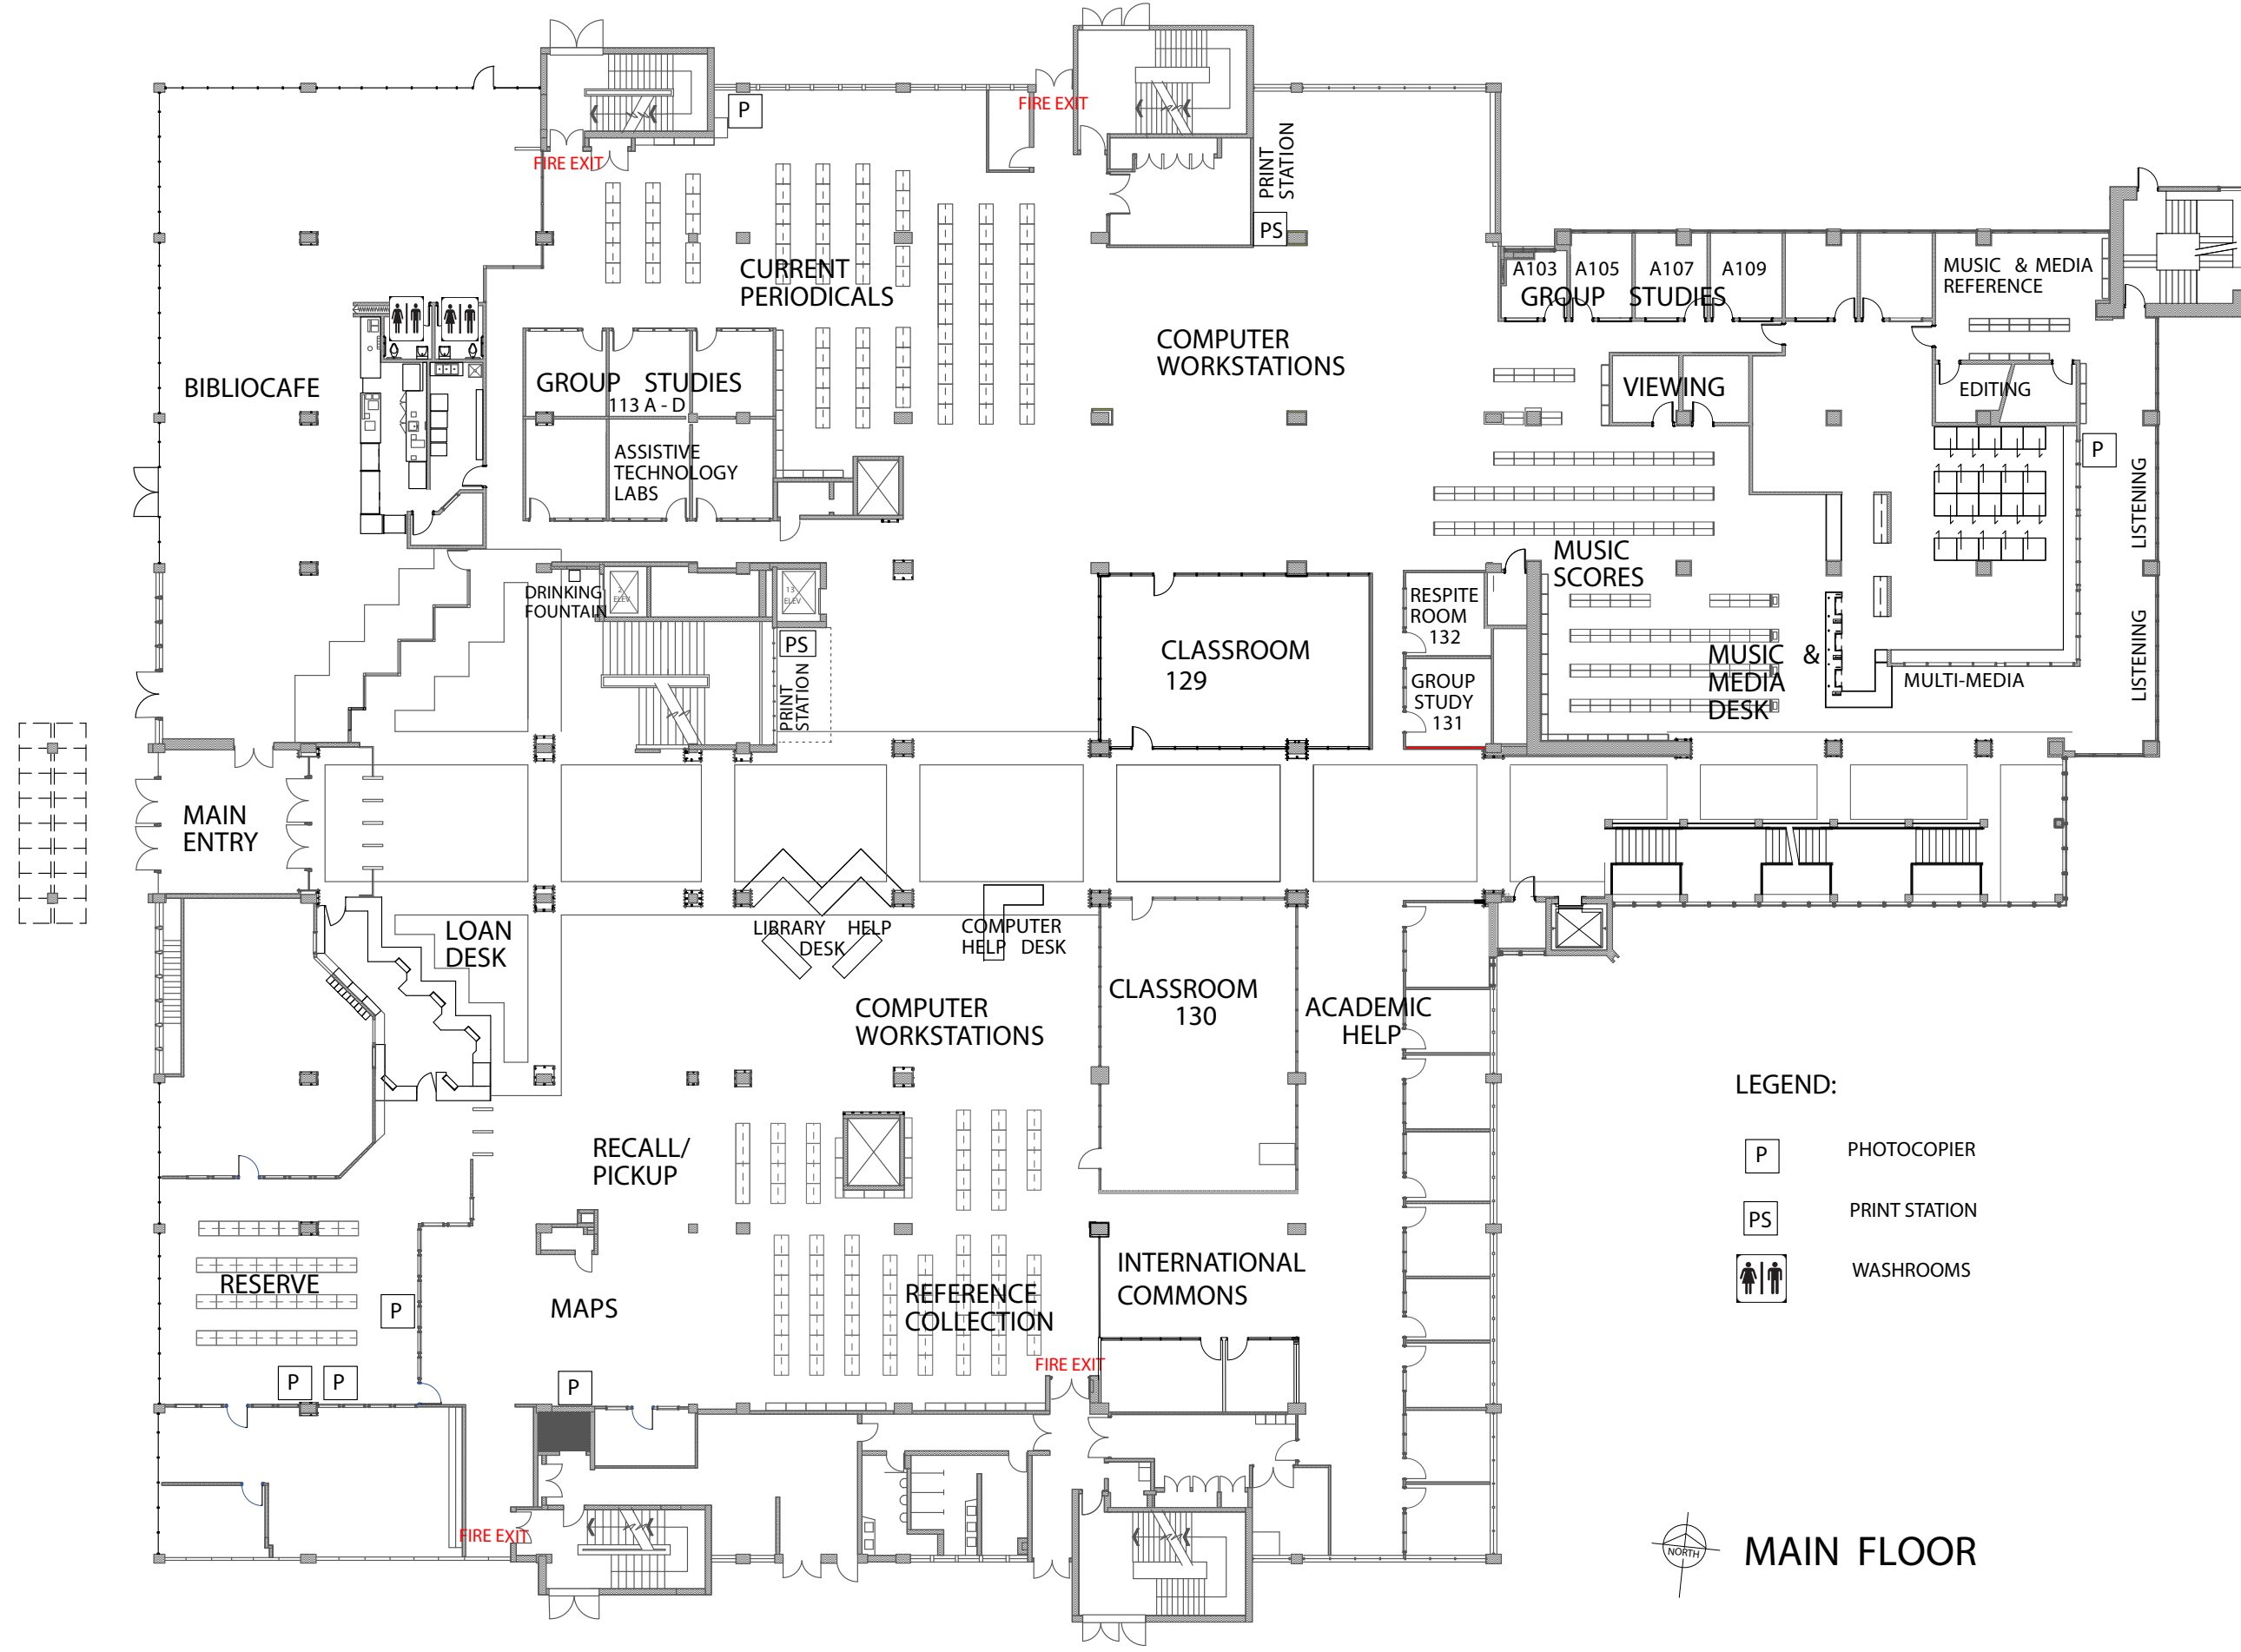 FIRE EXIT
P
FIRE EXIT
PRINT
STATION
PS
CURRENT
PERIODICALS
A103
A105
A107
A109
GROUP STUDIES
MUSIC & MEDIA
REFERENCE
COMPUTER
WORKSTATIONS
BIBLIOCAFE
GROUP STUDIES
113 A - D
VIEWING
EDITING
ASSISTIVE
TECHNOLOGY
LABS
P
LISTENING
MUSIC
SCORES
DRINKING
FOUNTAIN
2
ELEV
13
ELEV
PS
PRINT
STATION
CLASSROOM
129
RESPITE
ROOM
132
GROUP
STUDY
131
MUSIC &
MEDIA
DESK
MULTI-MEDIA
LISTENING
MAIN
ENTRY
LOAN
DESK
LIBRARY HELP
DESK
COMPUTER
HELP DESK
COMPUTER
WORKSTATIONS
CLASSROOM
130
ACADEMIC
HELP
RECALL/
PICKUP
RESERVE
P
P
P
MAPS
P
REFERENCE
COLLECTION
INTERNATIONAL
COMMONS
FIRE EXIT
FIRE EXIT
LEGEND:
P PHOTOCOPIER
PS PRINT STATION
WASHROOMS
NORTH
MAIN FLOOR